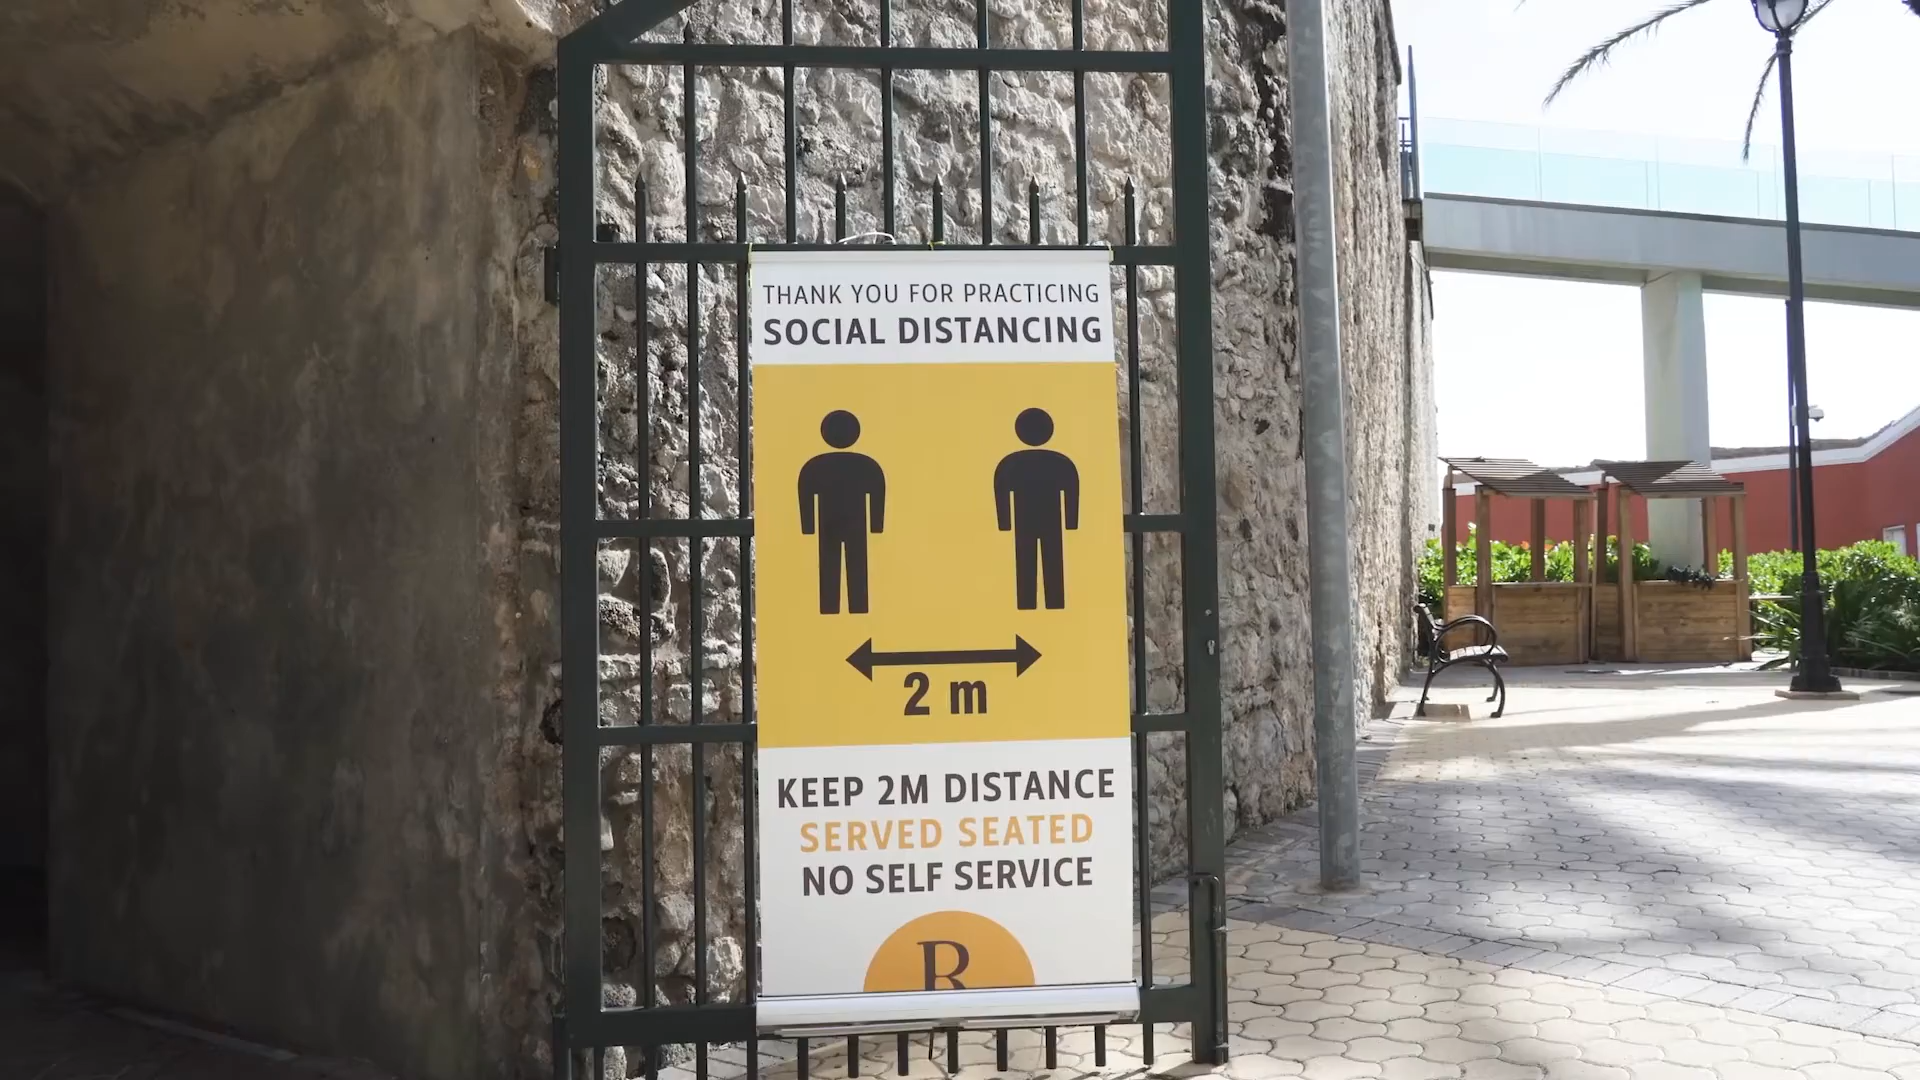 THANK YOU FOR PRACTICING
SOCIAL DISTANCING
2 m
KEEP 2M DISTANCE
SERVED SEATED
NO SELF SERVICE
R